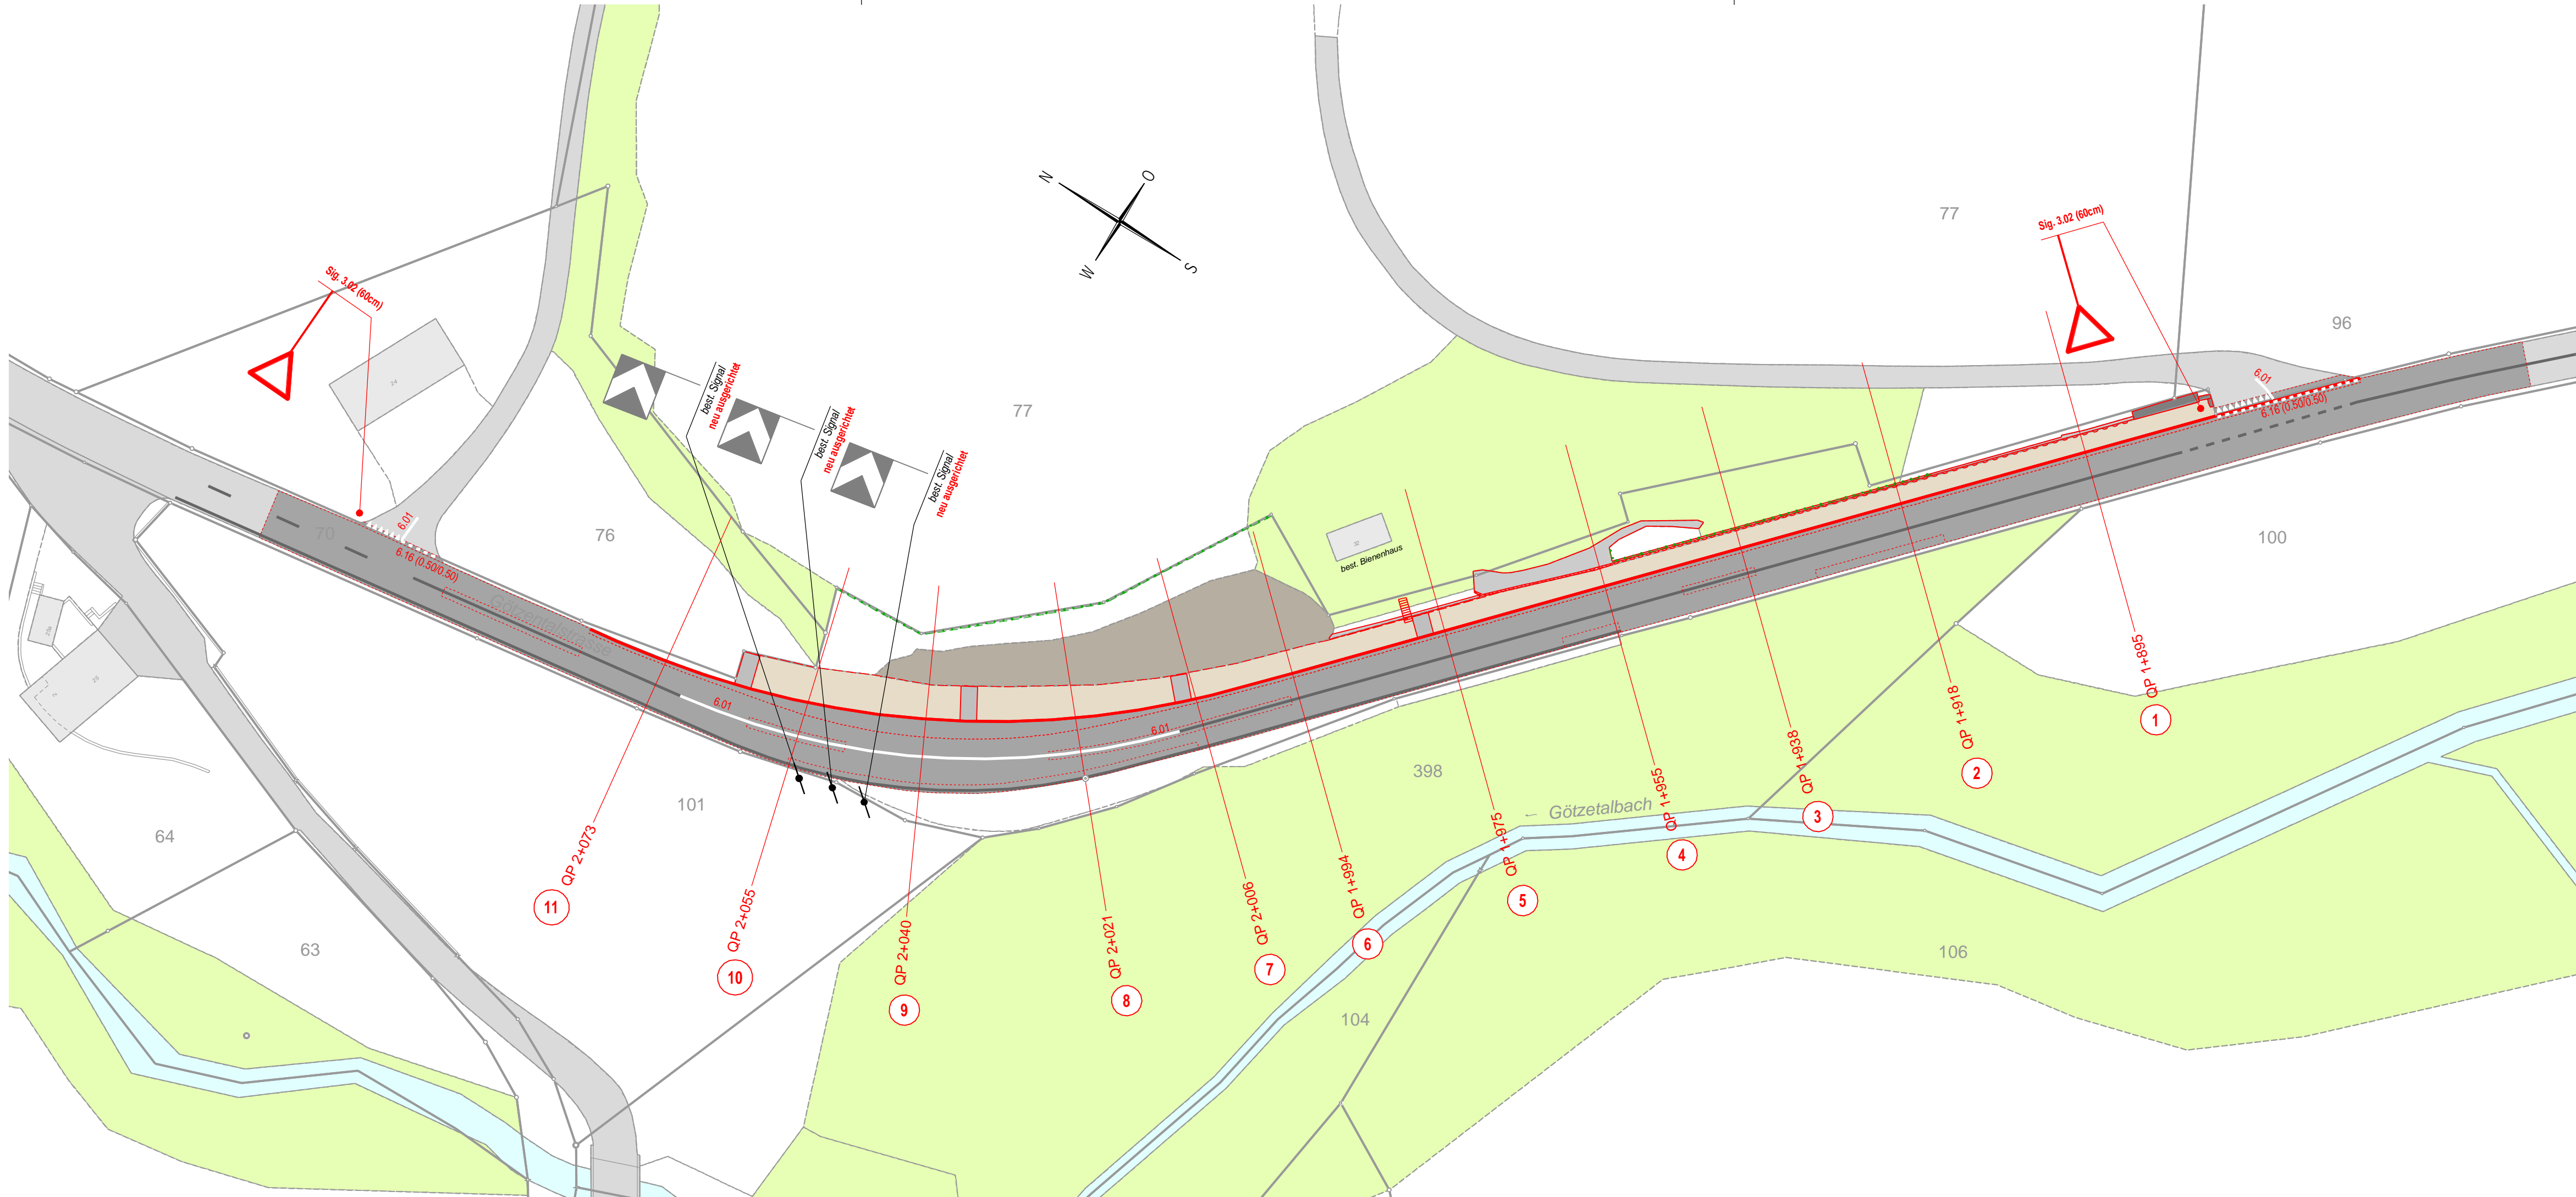 N
O
W
S
77
77
96
Sig. 3.02 (60cm)
Sig. 3.02 (60cm)
best. Signal
neu ausgerichtet
best. Signal
neu ausgerichtet
best. Signal
neu ausgerichtet
24
70
76
6.01
6.16 (0.50/0.50)
Götzentalstrasse
6.01
6.01
6.01
6.16 (0.50/0.50)
32
best. Bienenhaus
100
101
398
← Götzetalbach
64
63
104
106
25
QP 1+895
1
QP 1+918
2
QP 1+938
3
QP 1+955
4
QP 1+975
5
QP 1+994
6
QP 2+006
7
QP 2+021
8
QP 2+040
9
QP 2+055
10
QP 2+073
11